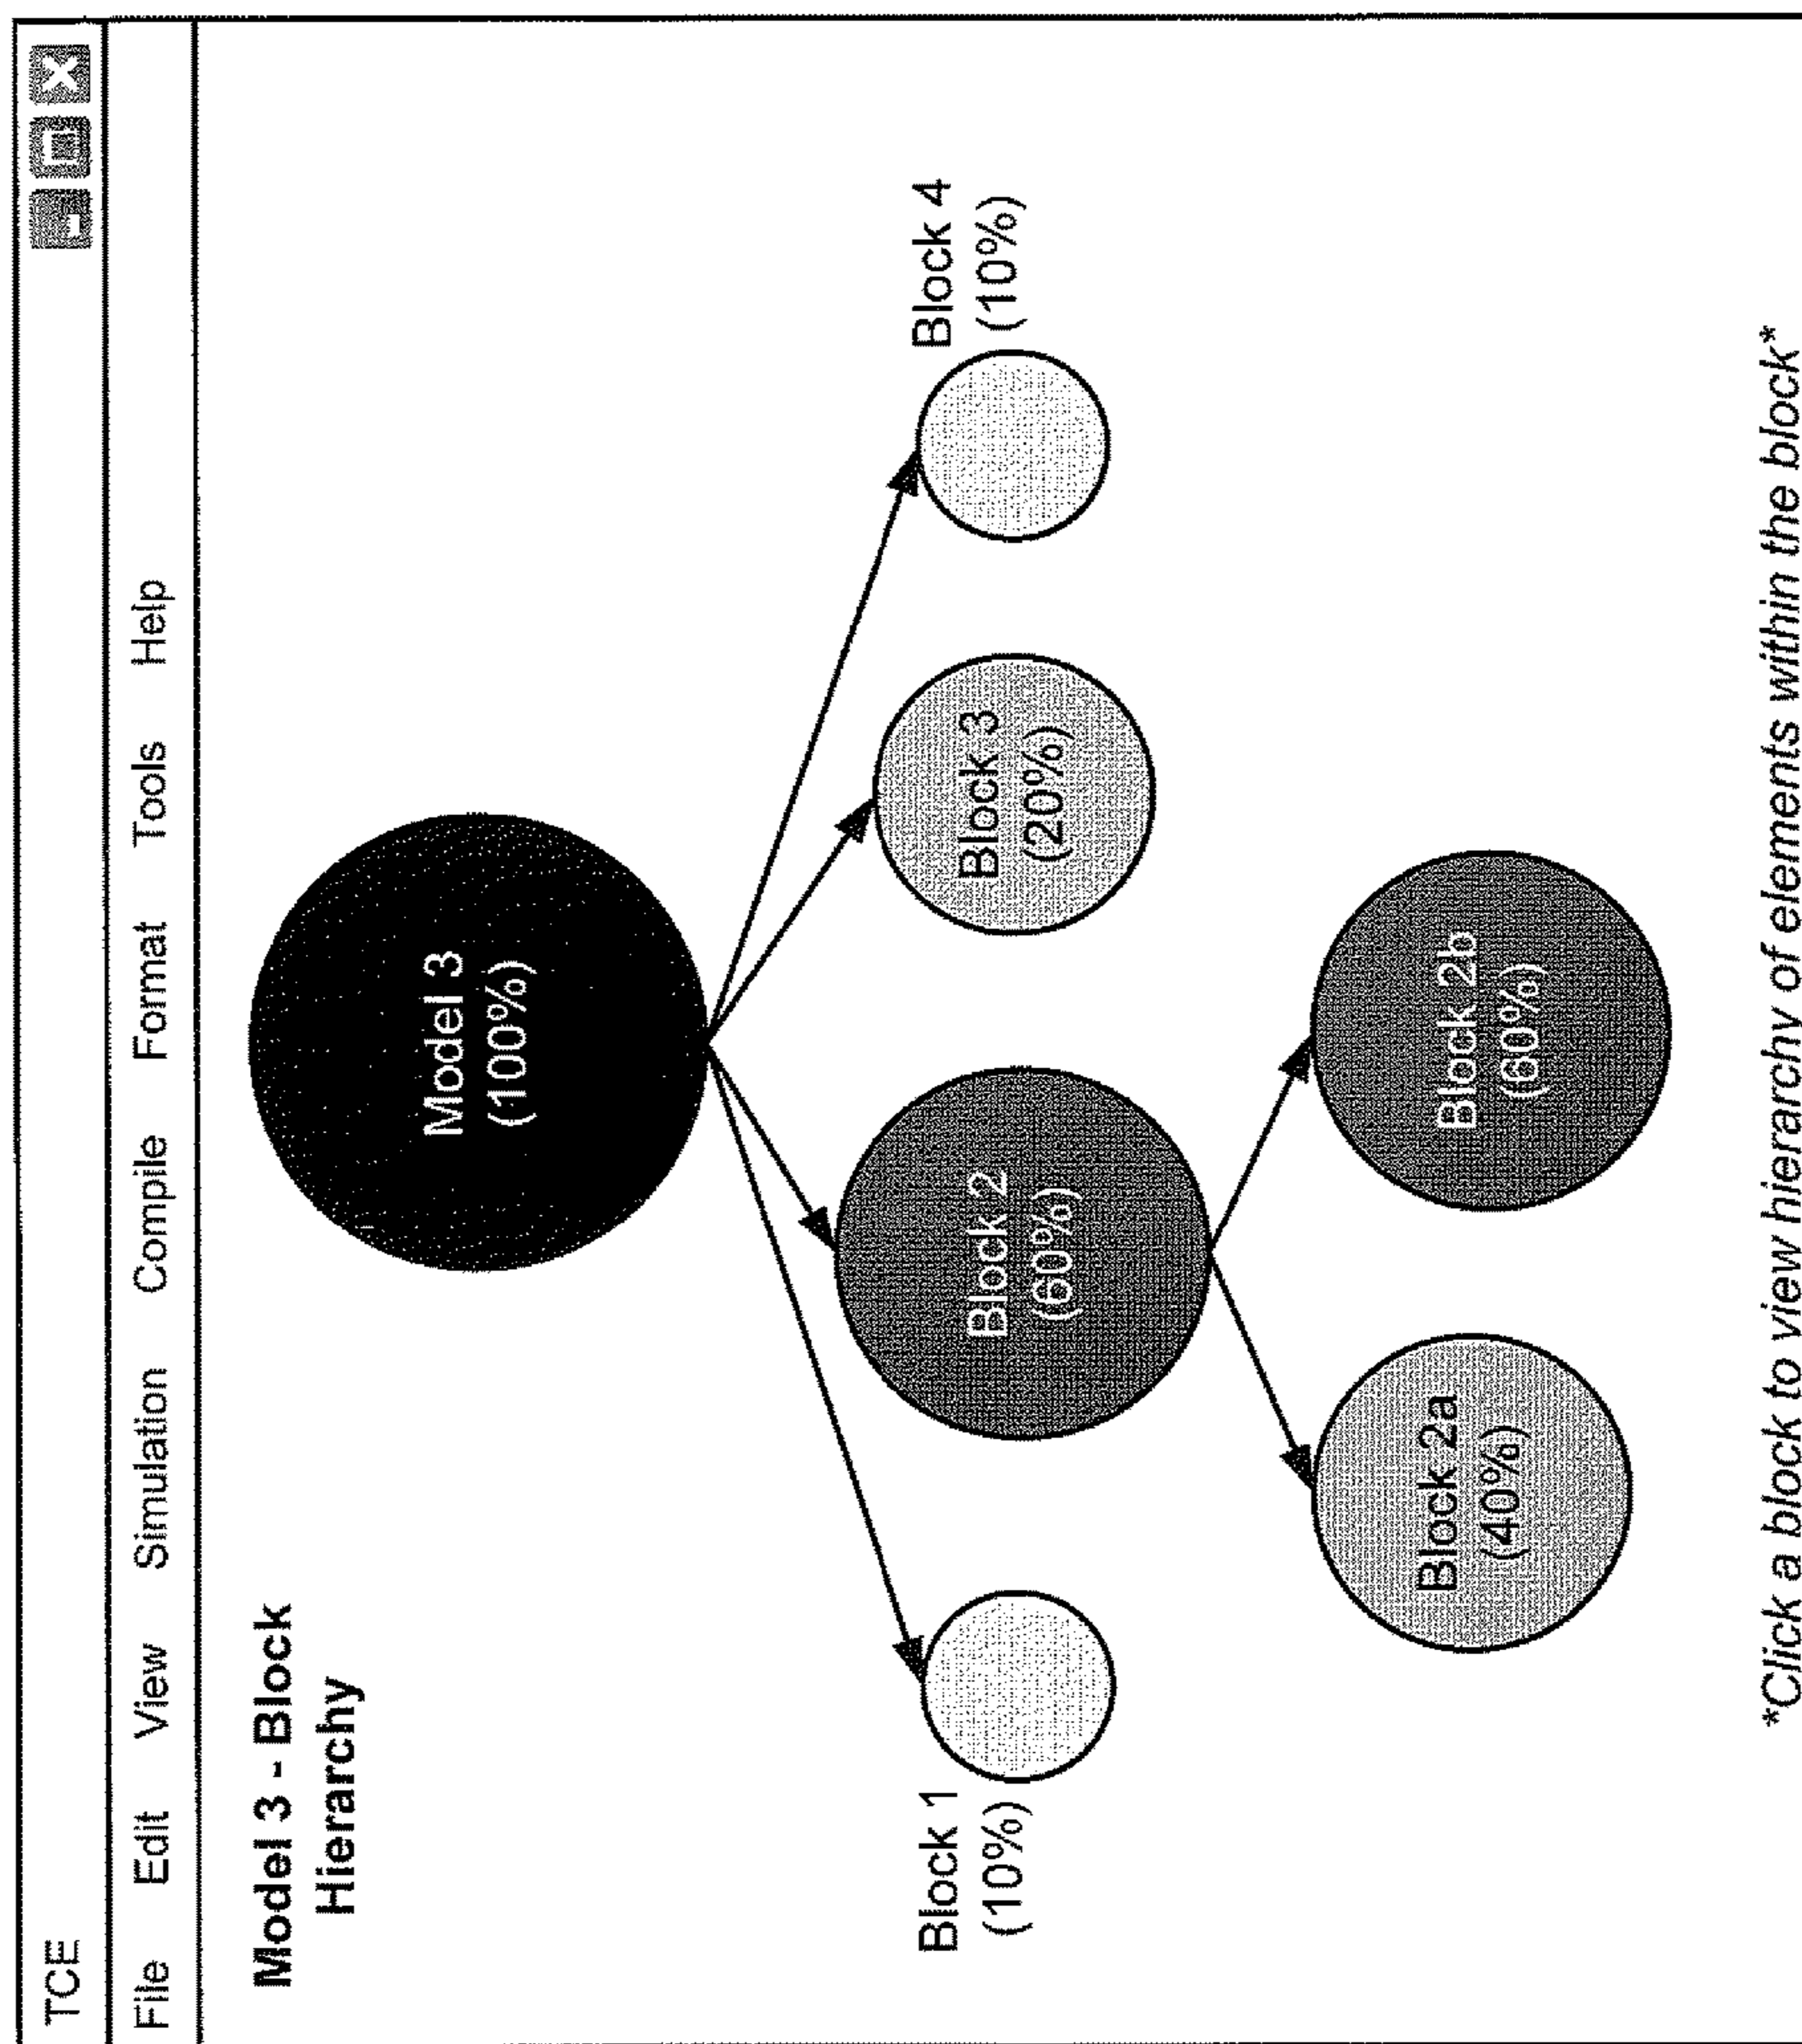 TCE
File Edit View Simulation Compile Format Tools Help
Model 3 - Block
Hierarchy
Model 3
(100%)
Block 1
(10%)
Block 2
(60%)
Block 3
(20%)
Block 4
(10%)
Block 2a
(40%)
Block 2b
(60%)
*Click a block to view hierarchy of elements within the block*